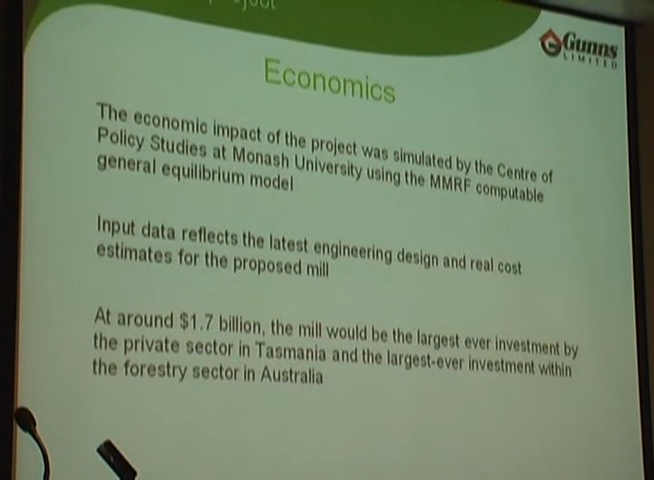 Gunns
LIMITED
Economics
The economic impact of the project was simulated by the Centre of
Policy Studies at Monash University using the MMRF computable
general equilibrium model
Input data reflects the latest engineering design and real cost
estimates for the proposed mill
At around $1.7 billion, the mill would be the largest ever investment by
the private sector in Tasmania and the largest-ever investment within
the forestry sector in Australia